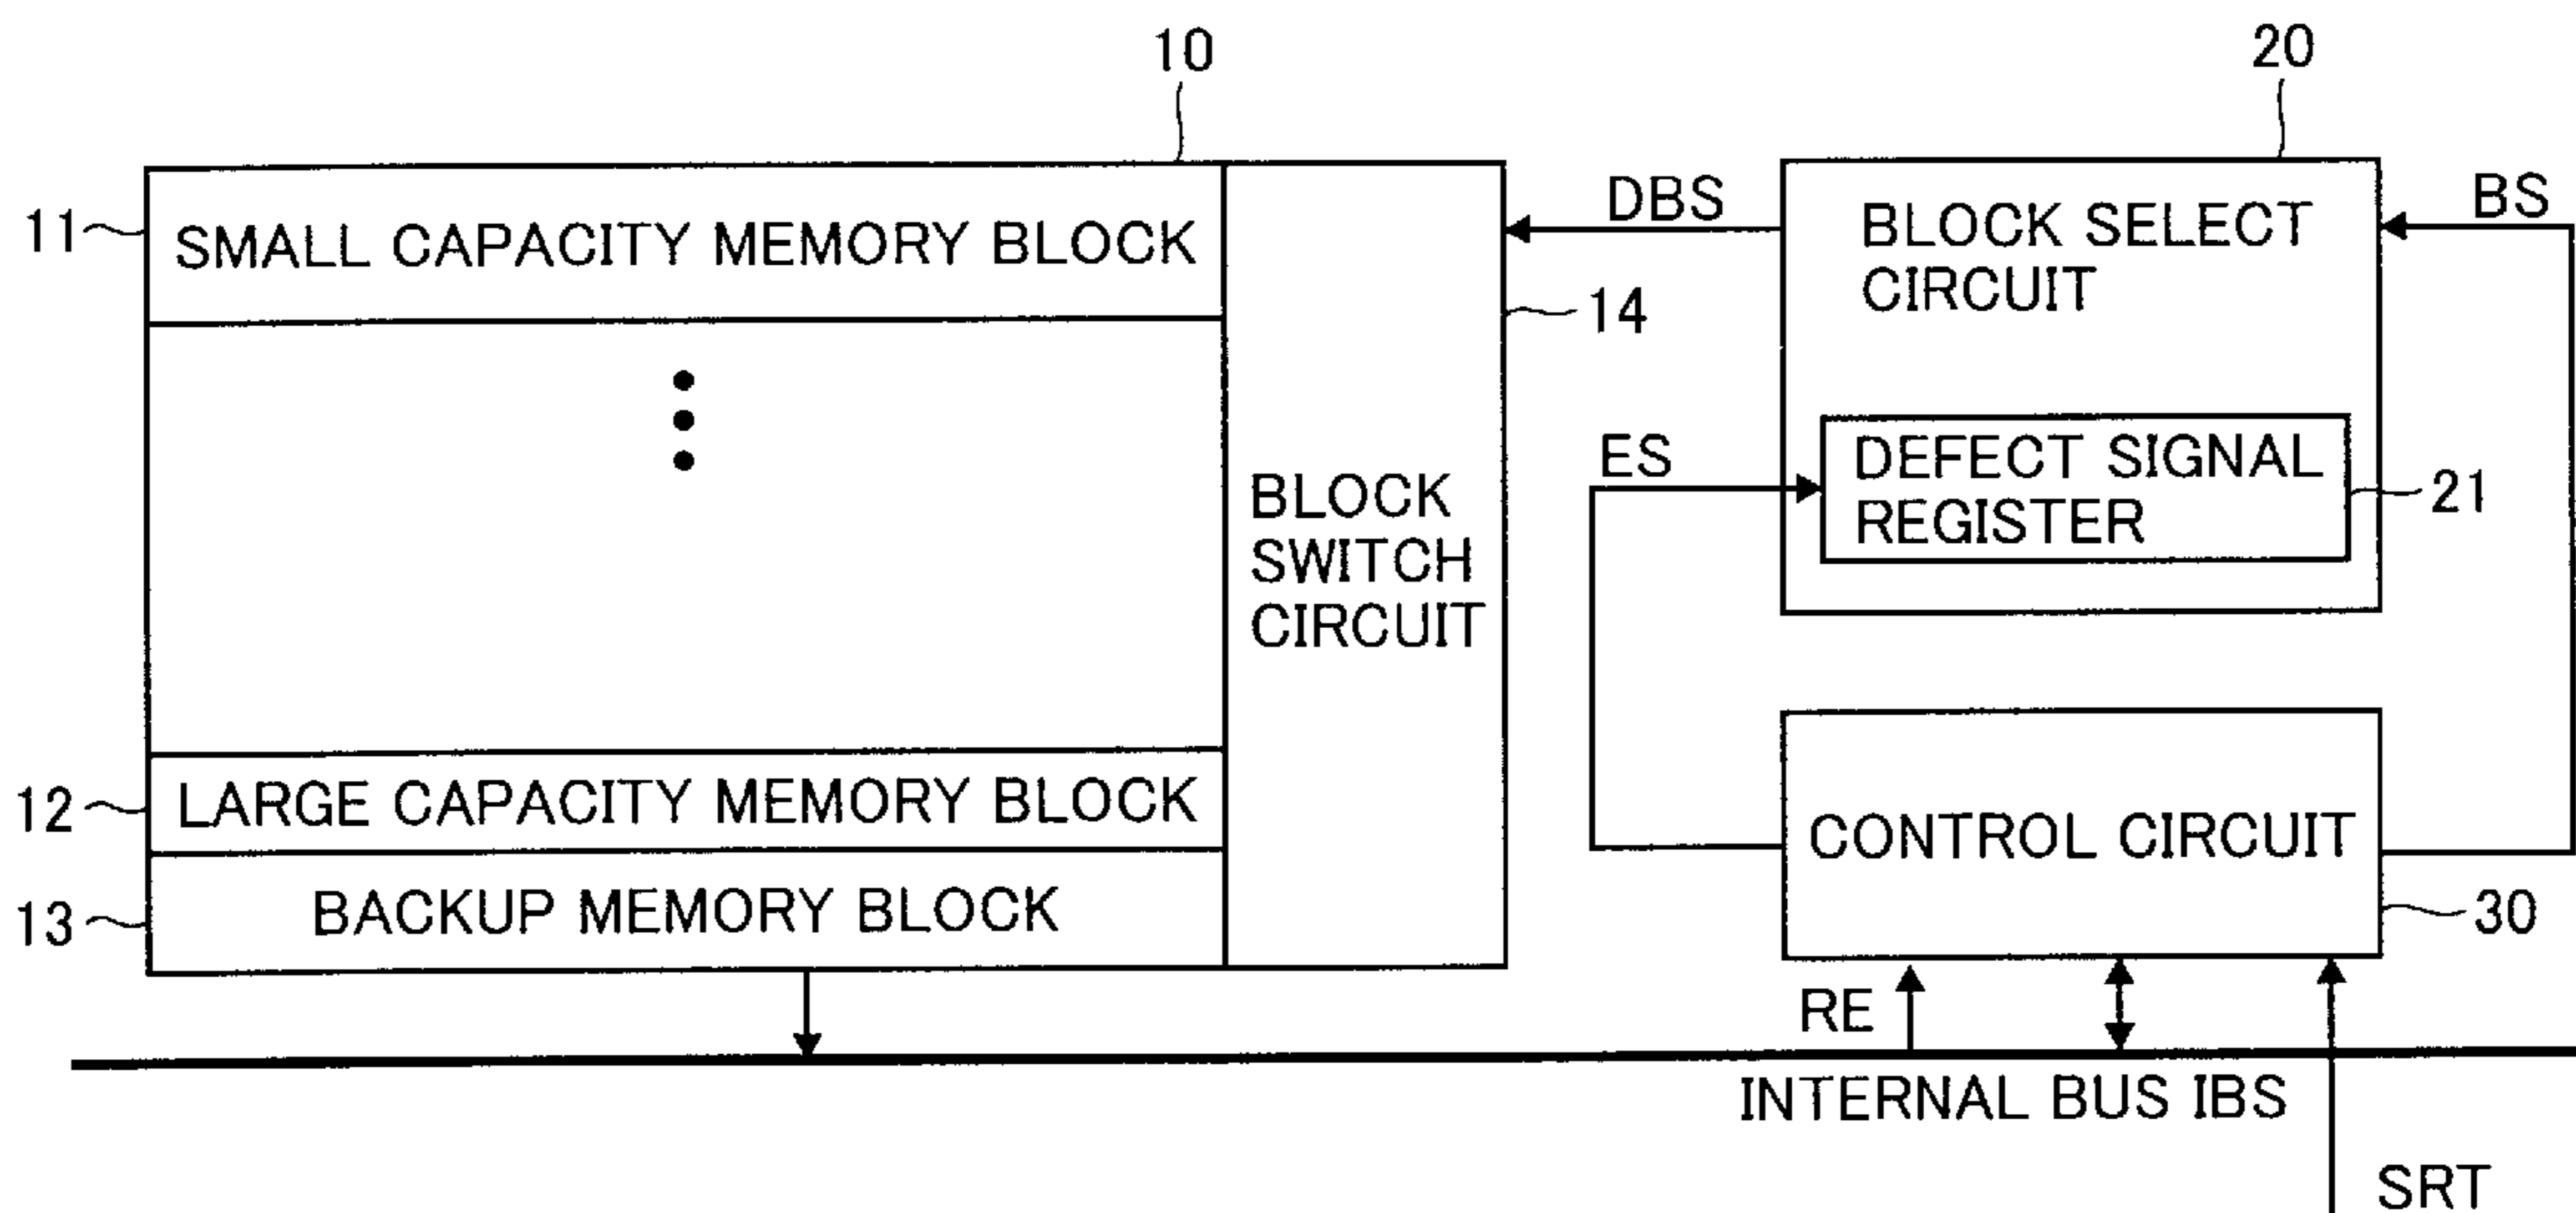 10
20
11
SMALL CAPACITY MEMORY BLOCK
DBS
BLOCK SELECT
CIRCUIT
BS
14
BLOCK
SWITCH
CIRCUIT
ES
DEFECT SIGNAL
REGISTER
21
12
LARGE CAPACITY MEMORY BLOCK
CONTROL CIRCUIT
13
BACKUP MEMORY BLOCK
30
RE
INTERNAL BUS IBS
SRT